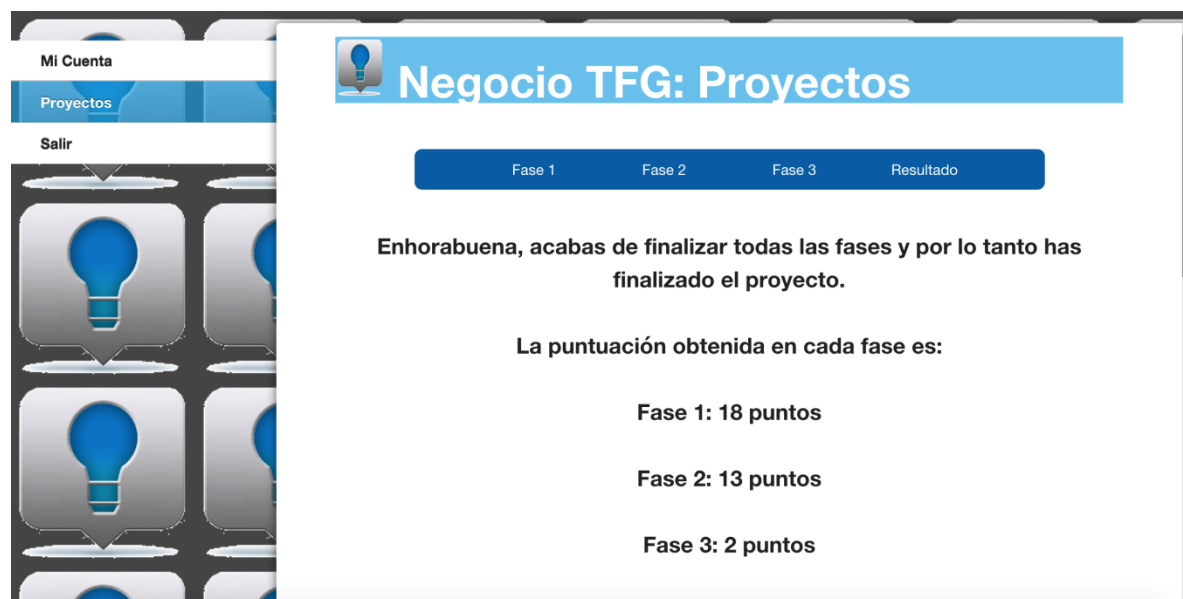 Mi Cuenta
Proyectos
Salir
Negocio TFG: Proyectos
Fase 1 Fase 2 Fase 3 Resultado
Enhorabuena, acabas de finalizar todas las fases y por lo tanto has
finalizado el proyecto.
La puntuación obtenida en cada fase es:
Fase 1: 18 puntos
Fase 2: 13 puntos
Fase 3: 2 puntos